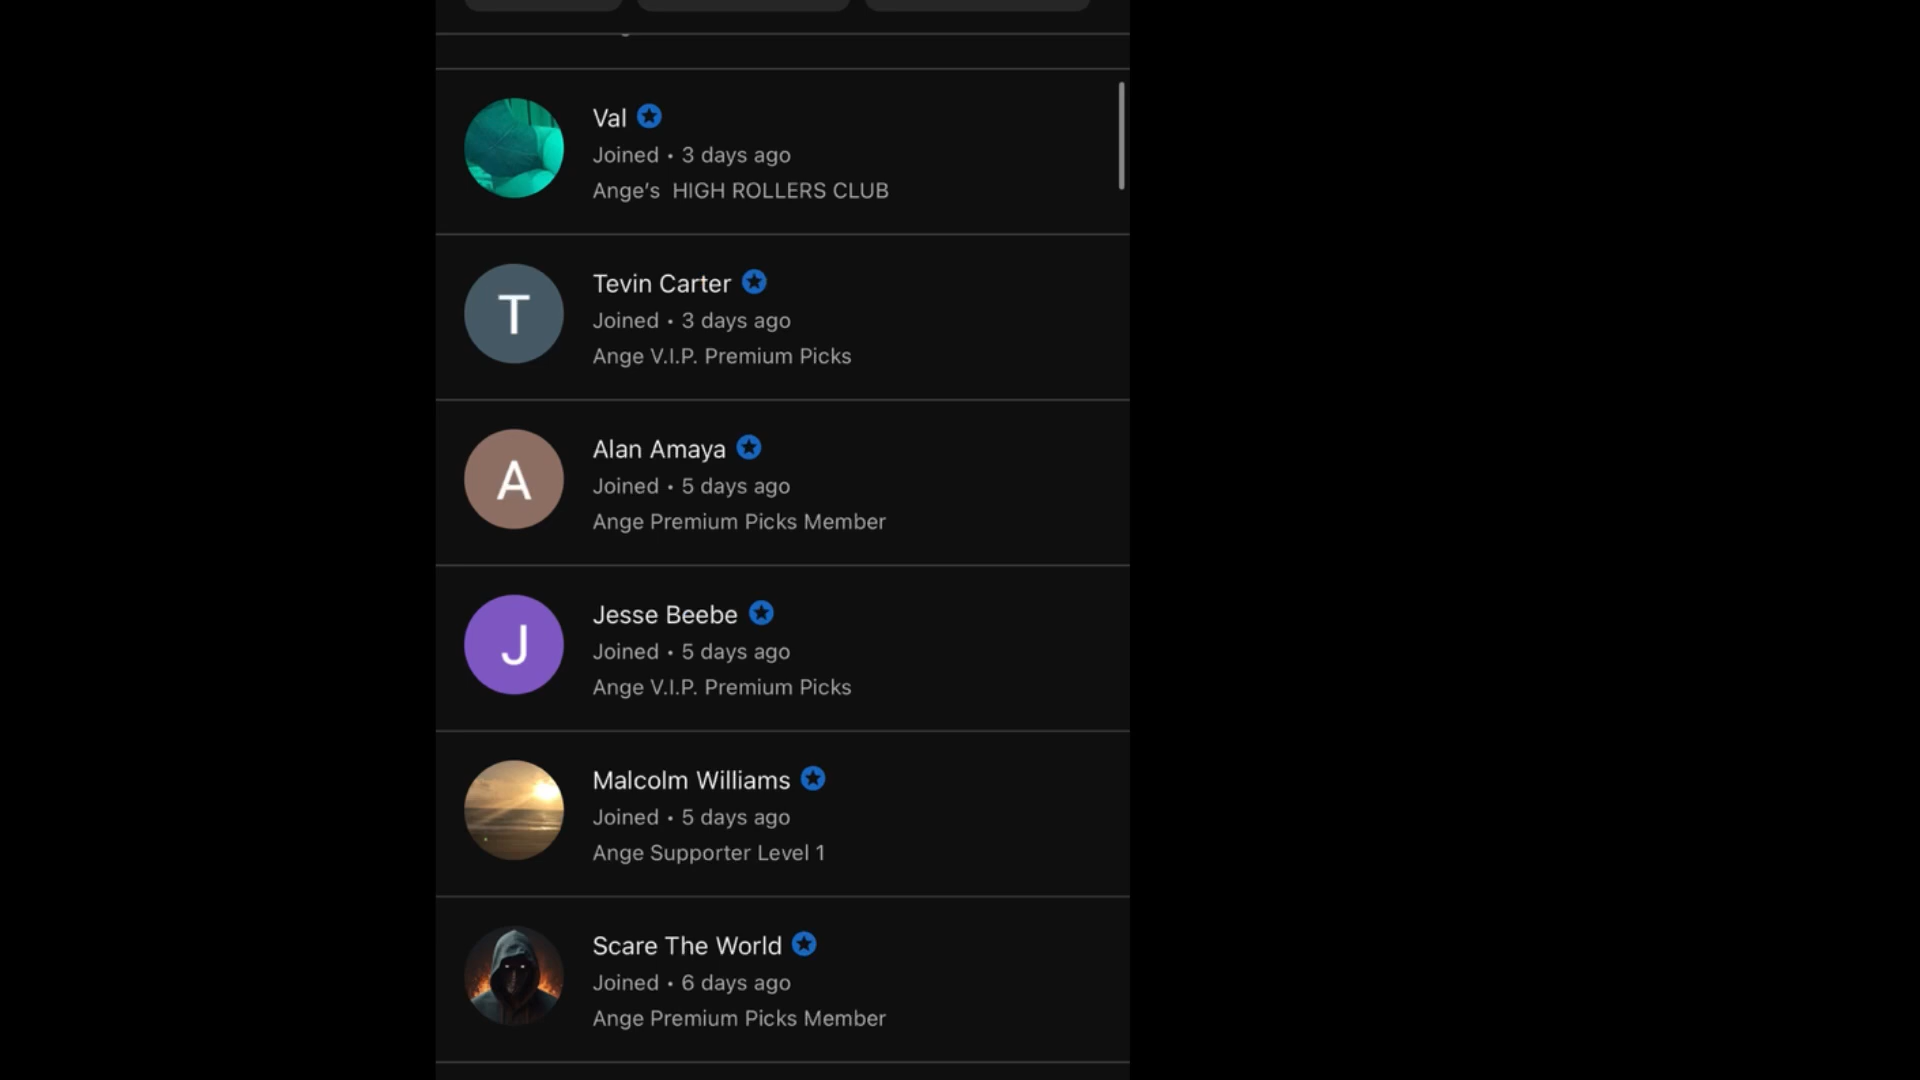 Val
Joined • 3 days ago
Ange's HIGH ROLLERS CLUB
T
Tevin Carter
Joined • 3 days ago
Ange V.I.P. Premium Picks
A
Alan Amaya
Joined • 5 days ago
Ange Premium Picks Member
J
Jesse Beebe
Joined • 5 days ago
Ange V.I.P. Premium Picks
Malcolm Williams
Joined • 5 days ago
Ange Supporter Level 1
Scare The World
Joined • 6 days ago
Ange Premium Picks Member